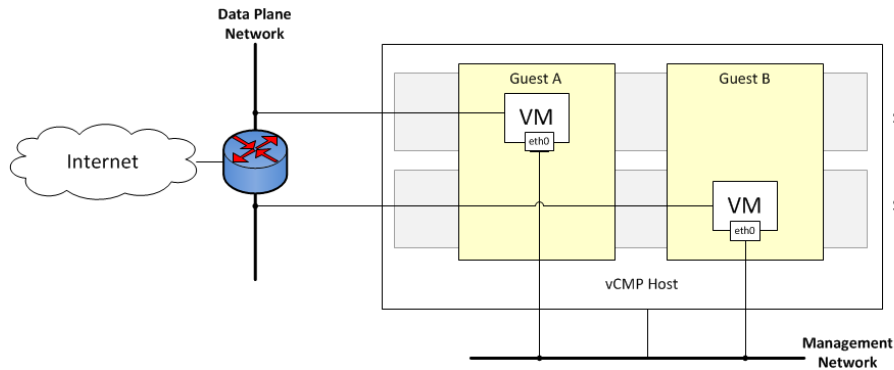 Data Plane
Network
Guest A
Guest B
VM
eth0
Internet
VM
eth0
vCMP Host
Management
Network